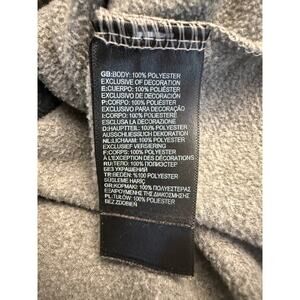 GB:BODY: 100% POLYESTER
EXCLUSIVE OF DECORATION
E:CUERPO: 100% POLIÉSTER
EXCLUSIVO DE DECORACIÓN
P:CORPO: 100% POLIÉSTER
EXCLUSIVO PARA DECORAÇÃO
I:CORPO: 100% POLIESTERE
ESCLUSA LA DECORAZIONE
D:HAUPTTEIL: 100% POLYESTER
AUSSCHLIEßLICH DEKORATION
NL:LICHAAM: 100% POLYESTER
EXCLUSIEF VERSIERING
F:CORPS: 100% POLYESTER
A L'EXCEPTION DES DÉCORATIONS
RU:ТЕЛО: 100% ПОЛИЭСТЕР
БЕЗ УКРАШЕНИЙ
TR:BEDEN: %100 POLYESTER
SÜSLEME HARİÇ
GR:ΚΟΡΜΑΚΙ: 100% ΠΟΛΥΕΣΤΕΡΑΣ
ΕΞΑΙΡΟΥΜΕΝΗΣ ΤΗΣ ΔΙΑΚΟΣΜΗΣΗΣ
PL:TUŁÓW: 100% POLIESTER
BEZ OZDÓB